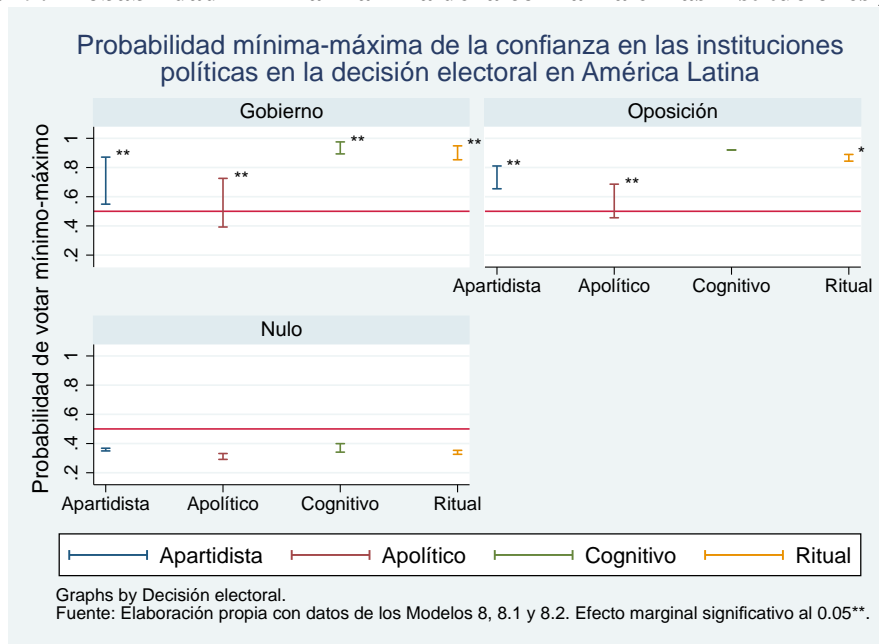 Probabilidad mínima-máxima de la confianza en las instituciones
políticas en la decisión electoral en América Latina
Probabilidad de votar mínimo-máximo
Gobierno
1
.8
.6
.4
.2
**
**
**
**
Oposición
**
**
*
Apartidista Apolítico Cognitivo Ritual
Nulo
1
.8
.6
.4
.2
Apartidista Apolítico Cognitivo Ritual
Apartidista Apolítico Cognitivo Ritual
Graphs by Decisión electoral.
Fuente: Elaboración propia con datos de los Modelos 8, 8.1 y 8.2. Efecto marginal significativo al 0.05**.